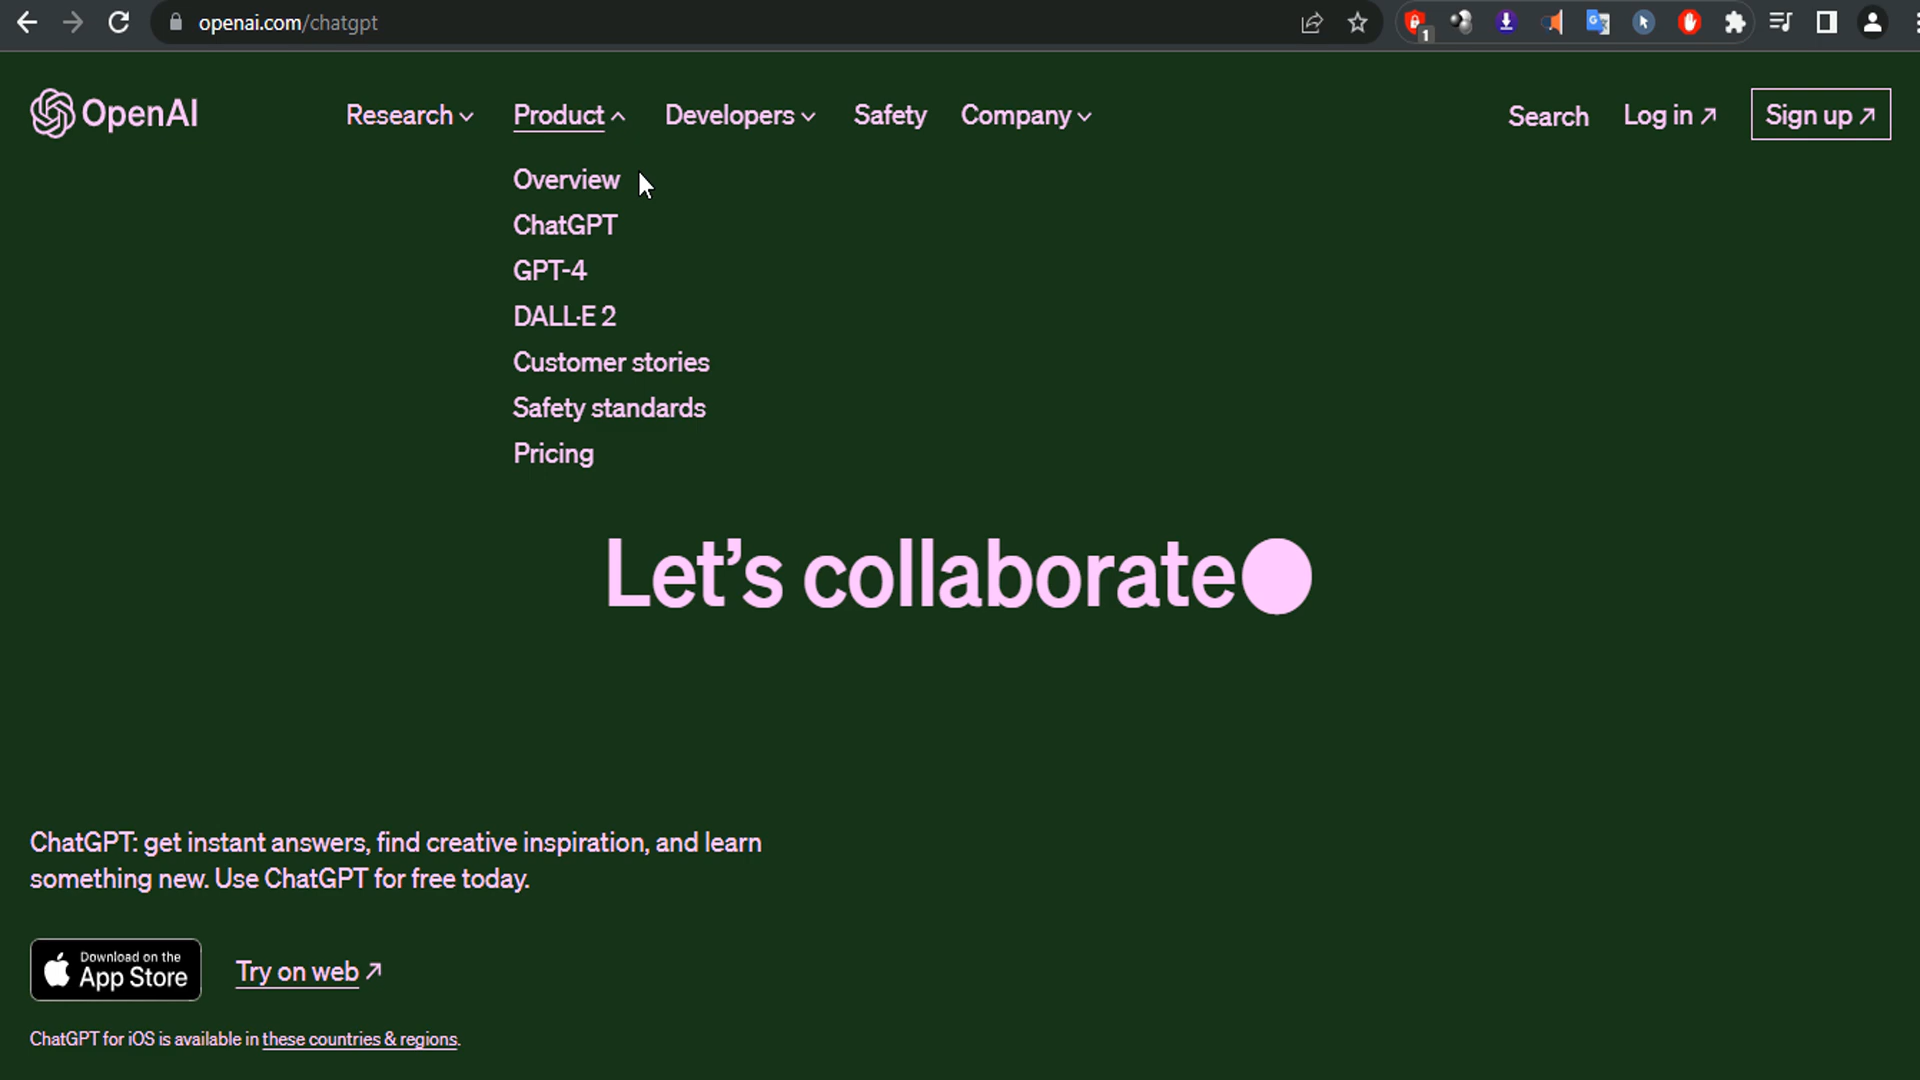 openai.com/chatgpt
1
OpenAI
Research
Product
Developers
Safety
Company
Search
Log in
Sign up
Overview
ChatGPT
GPT-4
DALL·E 2
Customer stories
Safety standards
Pricing
Let’s collaborate
ChatGPT: get instant answers, find creative inspiration, and learn
something new. Use ChatGPT for free today.
Download on the
App Store
Try on web
ChatGPT for iOS is available in these countries & regions.